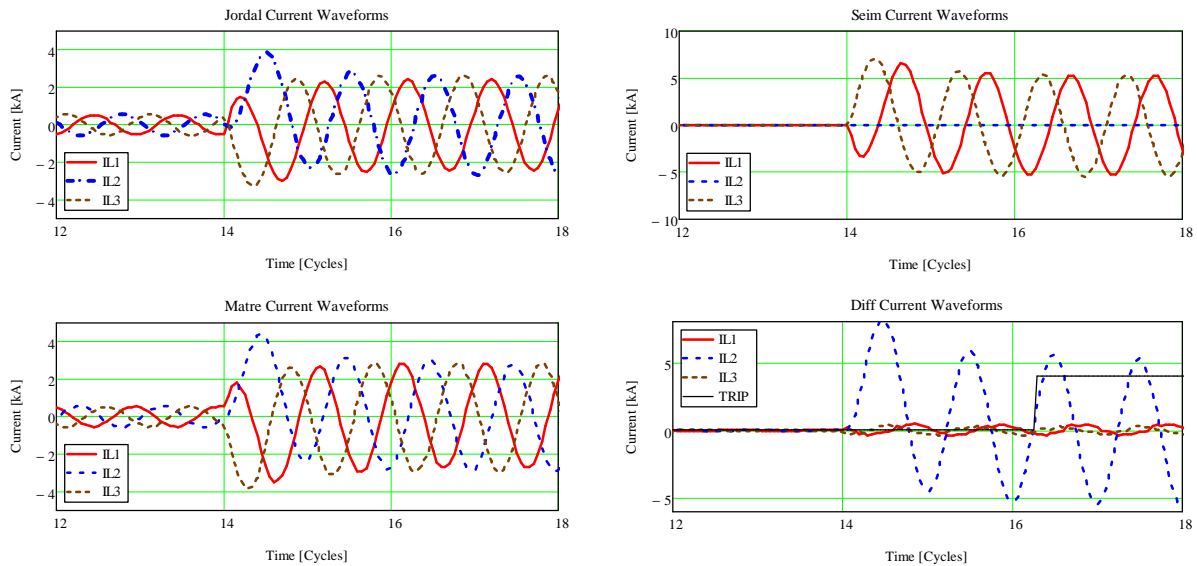 Jordal Current Waveforms
Current [kA]
4
2
0
− 2
− 4
IL1
IL2
IL3
12
14
16
18
Time [Cycles]
Seim Current Waveforms
Current [kA]
10
5
0
− 5
− 10
IL1
IL2
IL3
12
14
16
18
Time [Cycles]
Matre Current Waveforms
Current [kA]
4
2
0
− 2
− 4
IL1
IL2
IL3
12
14
16
18
Time [Cycles]
Diff Current Waveforms
Current [kA]
5
0
− 5
IL1
IL2
IL3
TRIP
12
14
16
18
Time [Cycles]